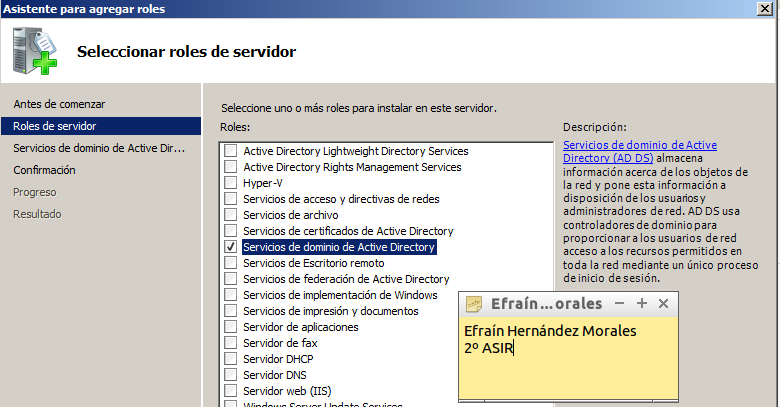 Asistente para agregar roles
Seleccionar roles de servidor
Antes de comenzar
Roles de servidor
Servicios de dominio de Active Dir...
Confirmación
Progreso
Resultado
Seleccione uno o más roles para instalar en este servidor.
Roles:
Active Directory Lightweight Directory Services
Active Directory Rights Management Services
Hyper-V
Servicios de acceso y directivas de redes
Servicios de archivo
Servicios de certificados de Active Directory
Servicios de dominio de Active Directory
Servicios de Escritorio remoto
Servicios de federación de Active Directory
Servicios de implementación de Windows
Servicios de impresión y documentos
Servidor de aplicaciones
Servidor de fax
Servidor DHCP
Servidor DNS
Servidor web (IIS)
Windows Server Update Services
Descripción:
Servicios de dominio de Active
Directory (AD DS) almacena
información acerca de los objetos de
la red y pone esta información a
disposición de los usuarios y
administradores de red. AD DS usa
controladores de dominio para
proporcionar a los usuarios de red
acceso a los recursos permitidos en
toda la red mediante un único proceso
de inicio de sesión.
Efraín ...orales
Efraín Hernández Morales
2º ASIR